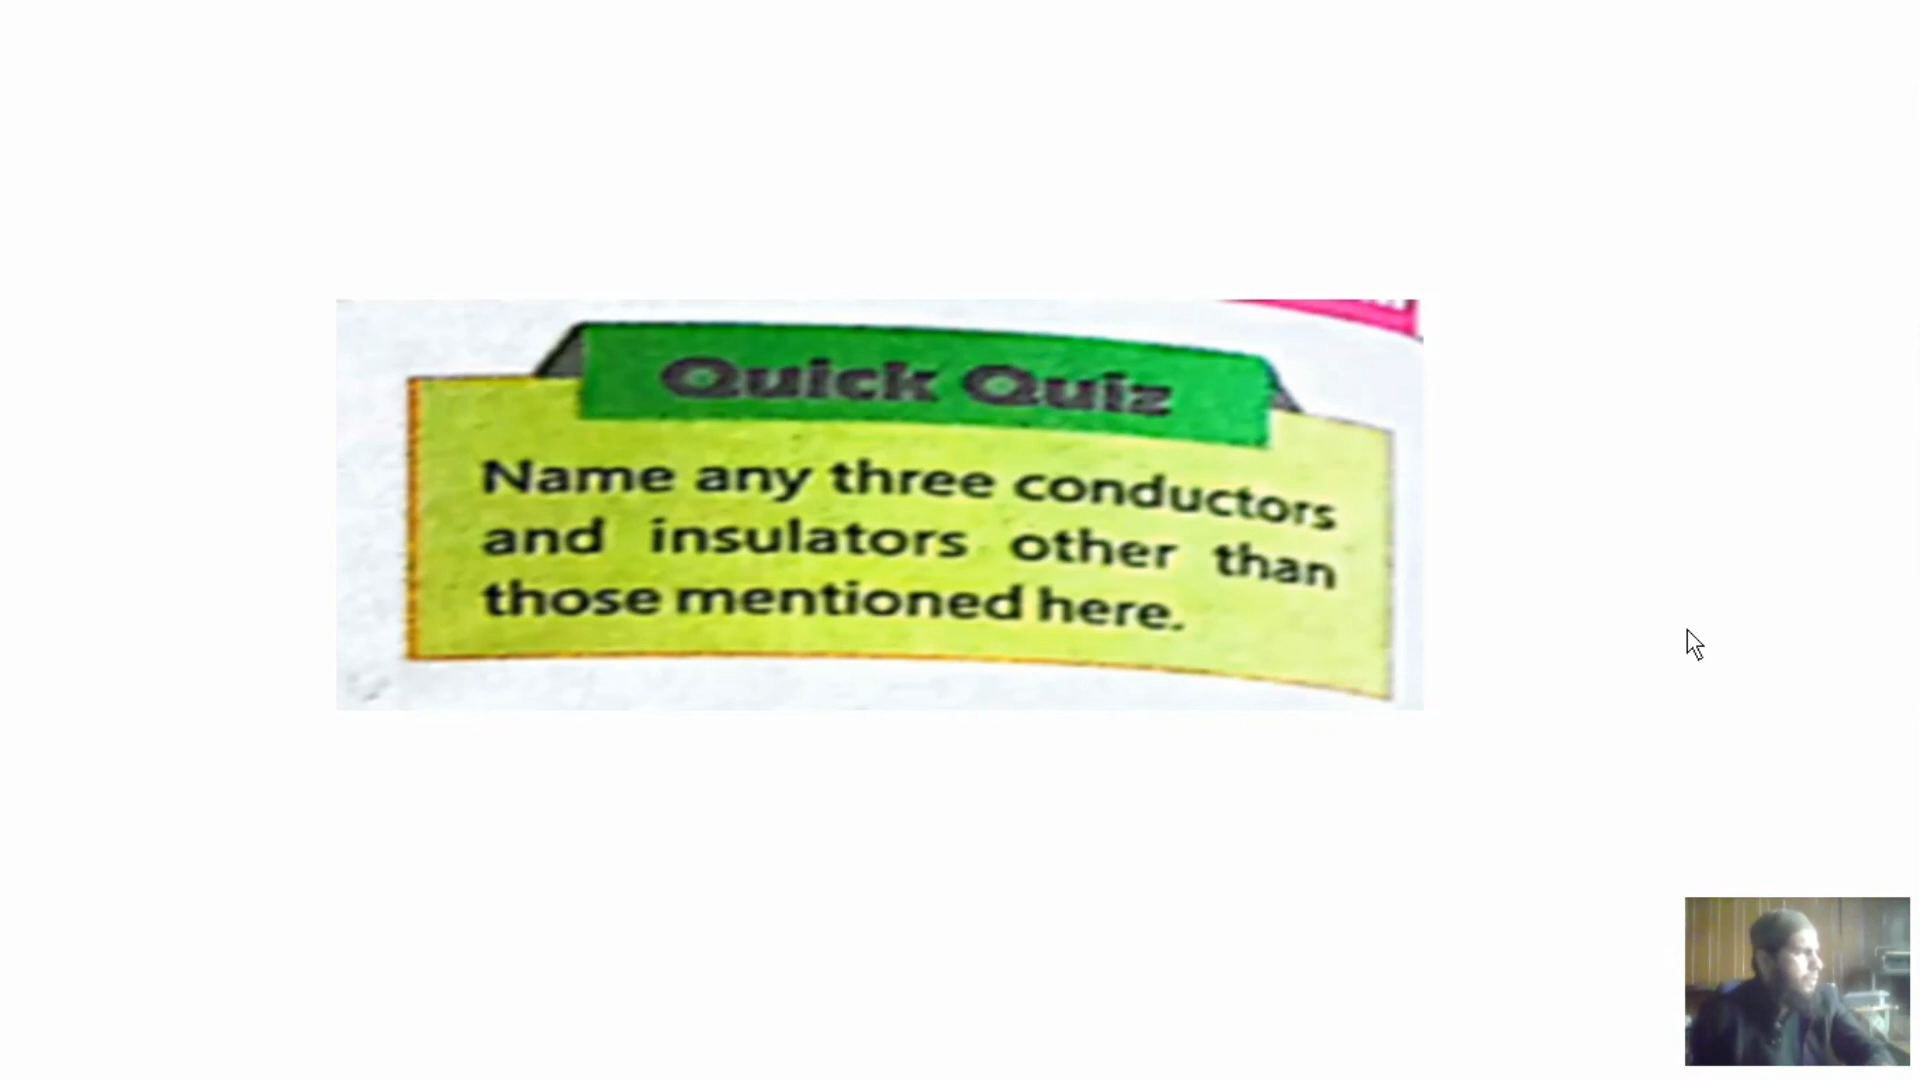 Quick Quiz
Name any three conductors
and insulators other than
those mentioned here.